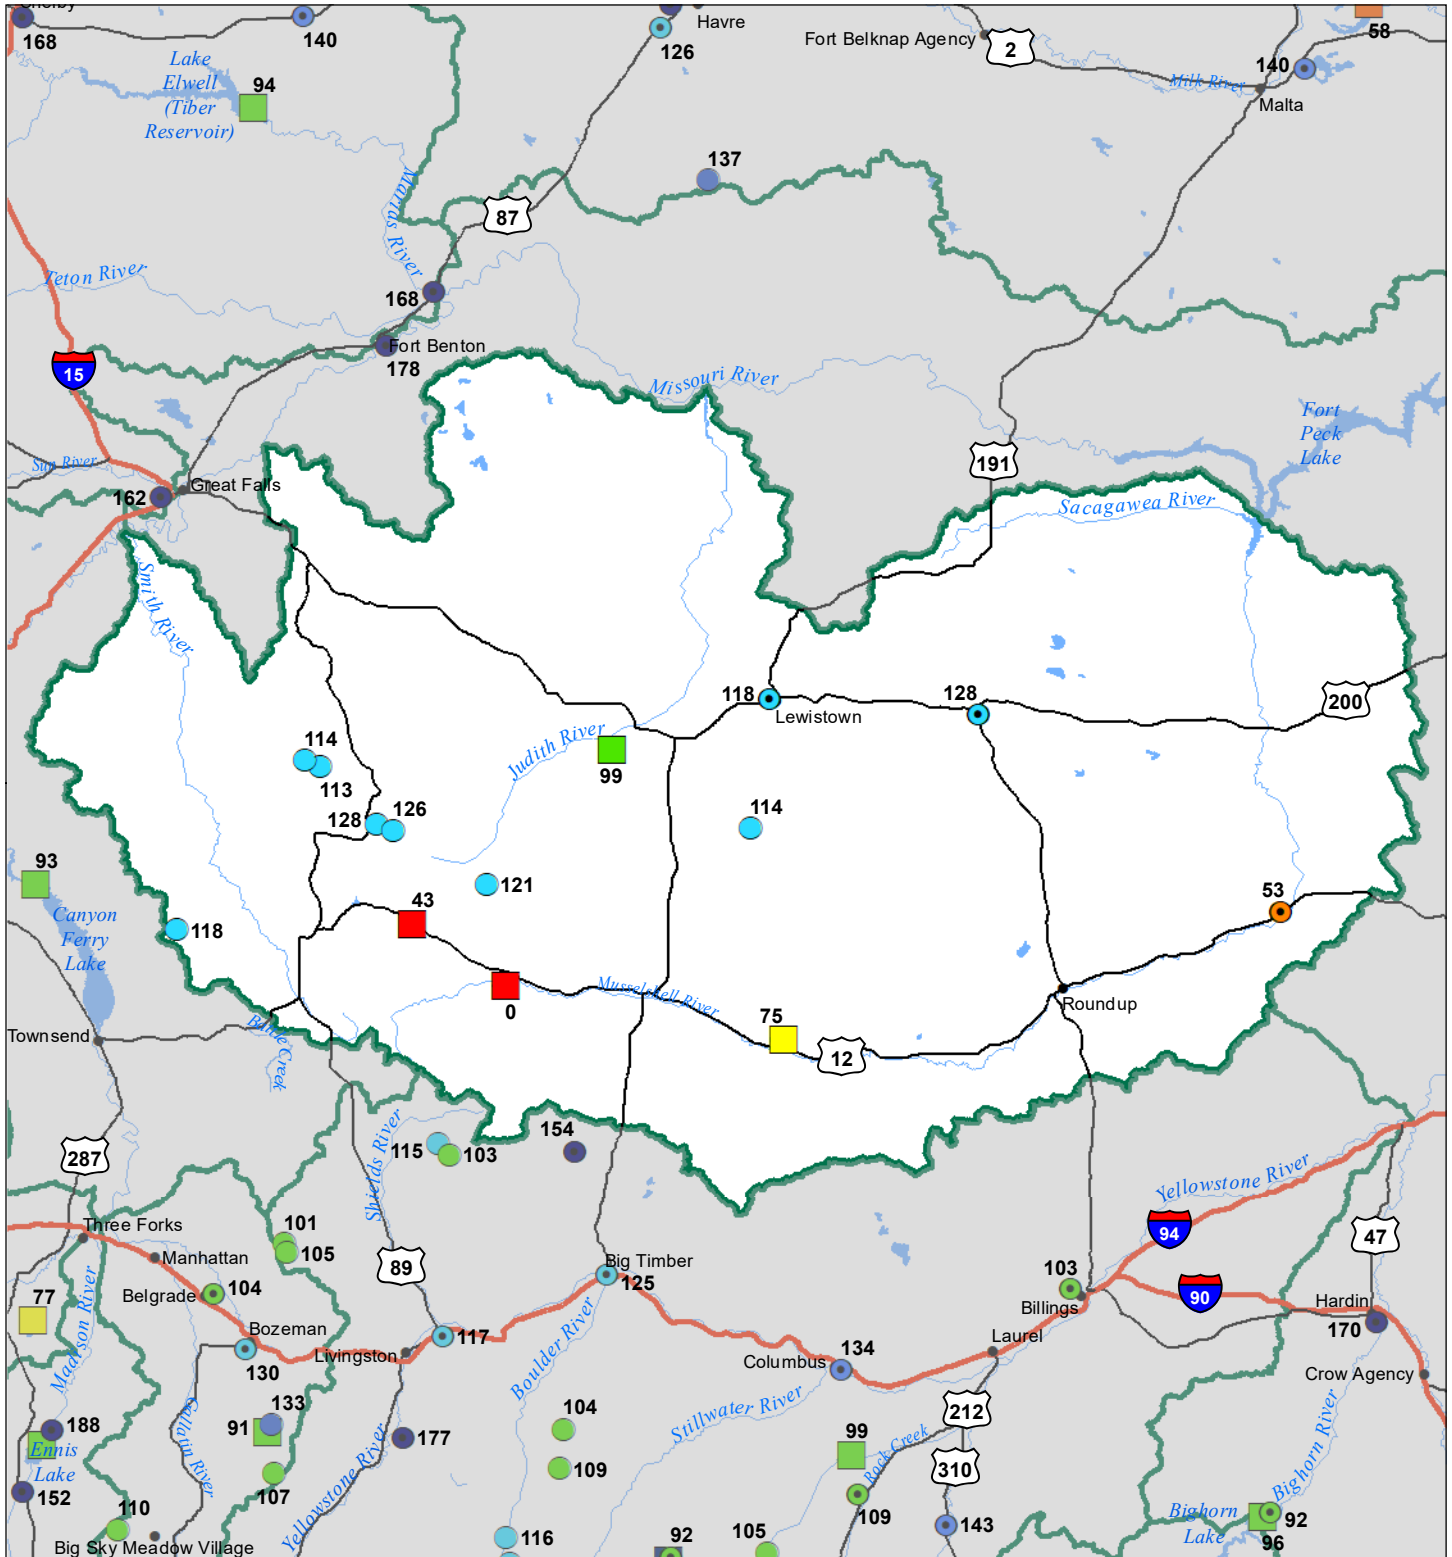 Shelby
168
140
Lake
Elwell
(Tiber
Reservoir)
94
Havre
126
Fort Belknap Agency
2
58
140
Milk River
Malta
137
Marias River
87
Teton River
168
Fort Benton
178
15
Missouri River
Fort
Peck
Lake
Sun River
191
Great Falls
162
Sacagawea River
Smith River
118
Lewistown
128
200
114
113
Judith River
99
128
126
114
93
121
53
43
Canyon
Ferry
Lake
118
Musselshell River
0
Roundup
75
12
Townsend
Battle Creek
287
115
103
154
Shields River
Yellowstone River
94
Three Forks
101
105
47
Manhattan
89
Big Timber
125
103
90
Belgrade
104
Billings
Hardin
170
77
Madison River
Bozeman
130
Livingston
117
Boulder River
Laurel
Columbus
134
Crow Agency
188
Ennis
Lake
133
91
Gallatin River
177
Yellowstone River
104
Stillwater River
212
99
Rock Creek
310
Bighorn River
152
107
109
109
110
Big Sky Meadow Village
116
92
105
143
Bighorn
Lake
92
96